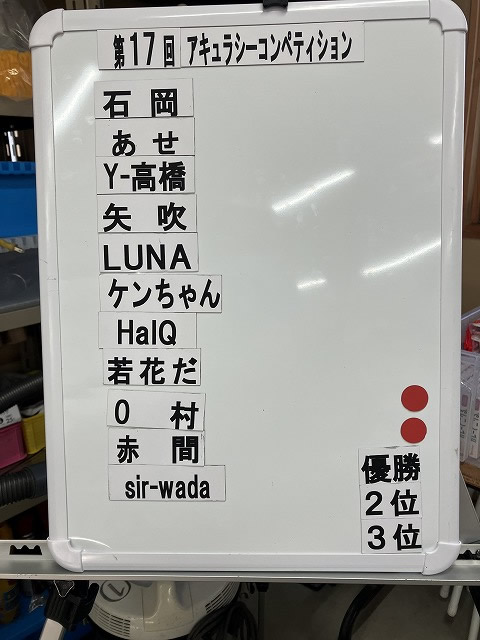 第17回 アキュラシーコンペティション
石岡
あせ
Y-高橋
矢吹
LUNA
ケンちゃん
HalQ
若花だ
O村
赤間
sir-wada
優勝
2位
3位